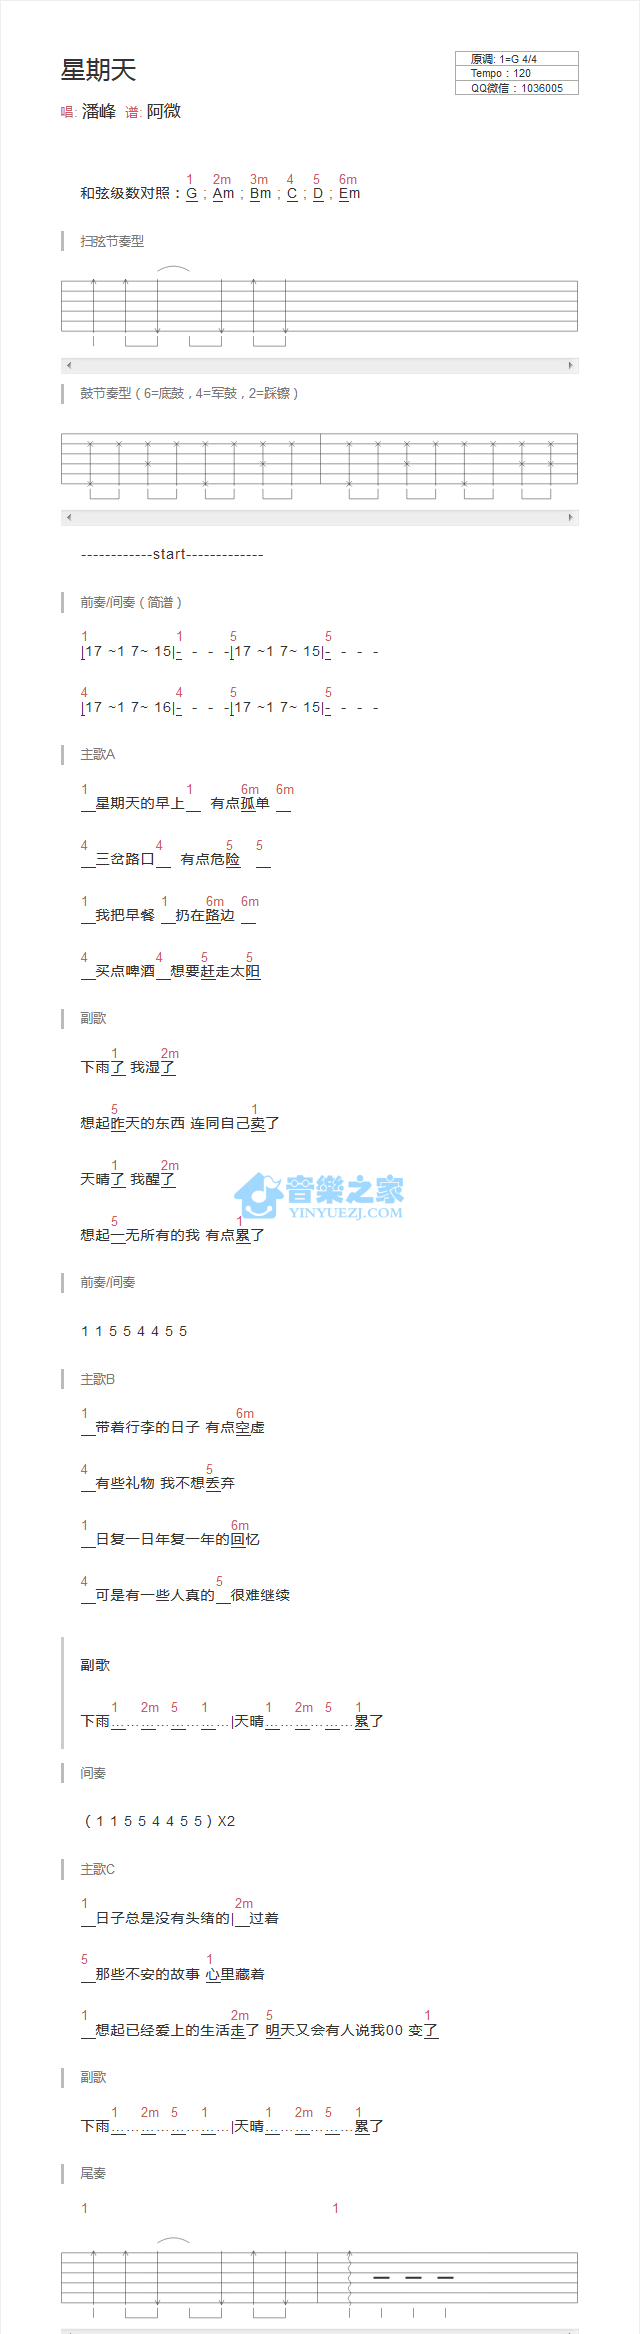 星期天
原调: 1=G 4/4
Tempo：120
QQ微信：1036005
唱: 潘峰 谱: 阿微
1 2m 3m 4 5 6m
和弦级数对照：G ; Am ; Bm ; C ; D ; Em
扫弦节奏型
鼓节奏型（6=底鼓，4=军鼓，2=踩镲）
------------start-------------
前奏/间奏（简谱）
1 1 5 5
|17 ~1 7~ 15|- - - -|17 ~1 7~ 15|- - - -
4 4 5 5
|17 ~1 7~ 16|- - - -|17 ~1 7~ 15|- - - -
主歌A
1 1 6m 6m
__星期天的早上__ 有点孤单 __
4 4 5 5
__三岔路口__ 有点危险 __
1 1 6m 6m
__我把早餐 __扔在路边 __
4 4 5 5
__买点啤酒__想要赶走太阳
副歌
1 2m
下雨了 我湿了
5 1
想起昨天的东西 连同自己卖了
1 2m
天晴了 我醒了
音樂之家
YINYUEZJ.COM
5 1
想起一无所有的我 有点累了
前奏/间奏
1 1 5 5 4 4 5 5
主歌B
1 6m
__带着行李的日子 有点空虚
4 5
__有些礼物 我不想丢弃
1 6m
__日复一日年复一年的回忆
4 5
__可是有一些人真的__很难继续
副歌
1 2m 5 1 1 2m 5 1
下雨……………………|天晴………………累了
间奏
（1 1 5 5 4 4 5 5）X2
主歌C
1 2m
__日子总是没有头绪的|__过着
5 1
__那些不安的故事 心里藏着
1 2m 5 1
__想起已经爱上的生活走了 明天又会有人说我00 变了
副歌
1 2m 5 1 1 2m 5 1
下雨……………………|天晴………………累了
尾奏
1 1